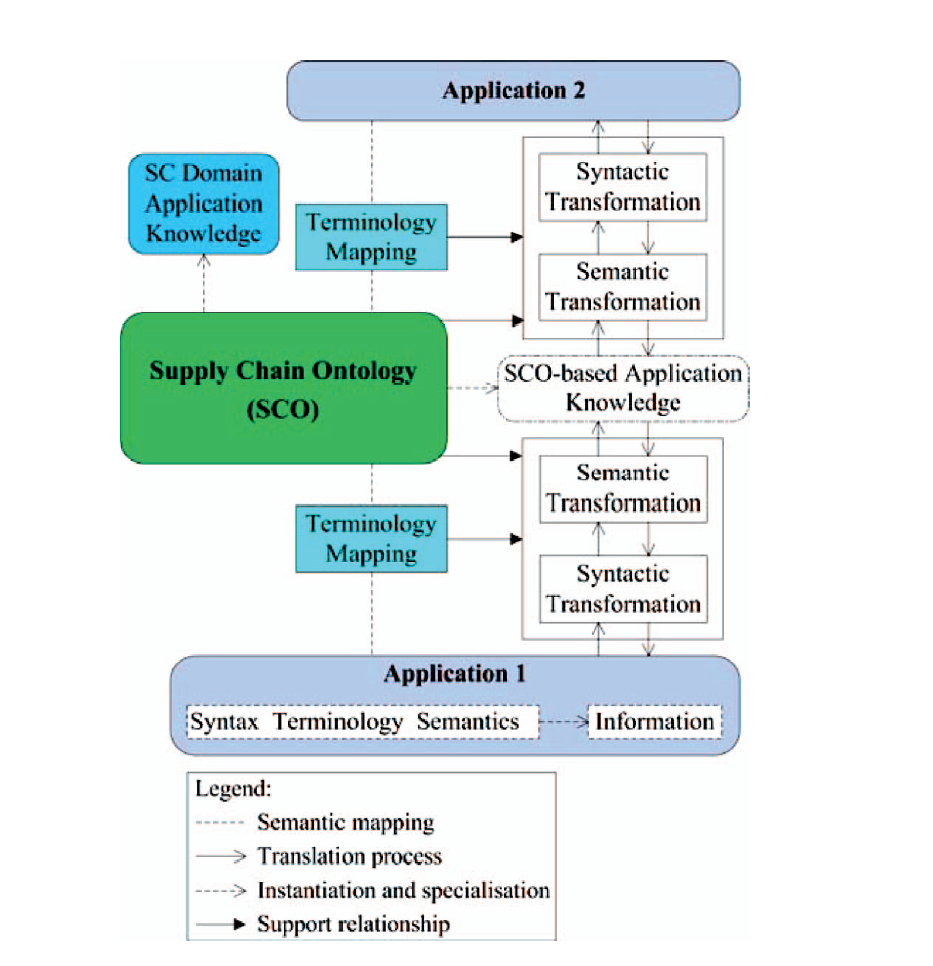 Application 2
SC Domain
Application
Knowledge
Terminology
Mapping
Syntactic
Transformation
Semantic
Transformation
Supply Chain Ontology
(SCO)
SCO-based Application
Knowledge
Terminology
Mapping
Semantic
Transformation
Syntactic
Transformation
Application 1
Syntax Terminology Semantics
Information
Legend:
Semantic mapping
Translation process
Instantiation and specialisation
Support relationship